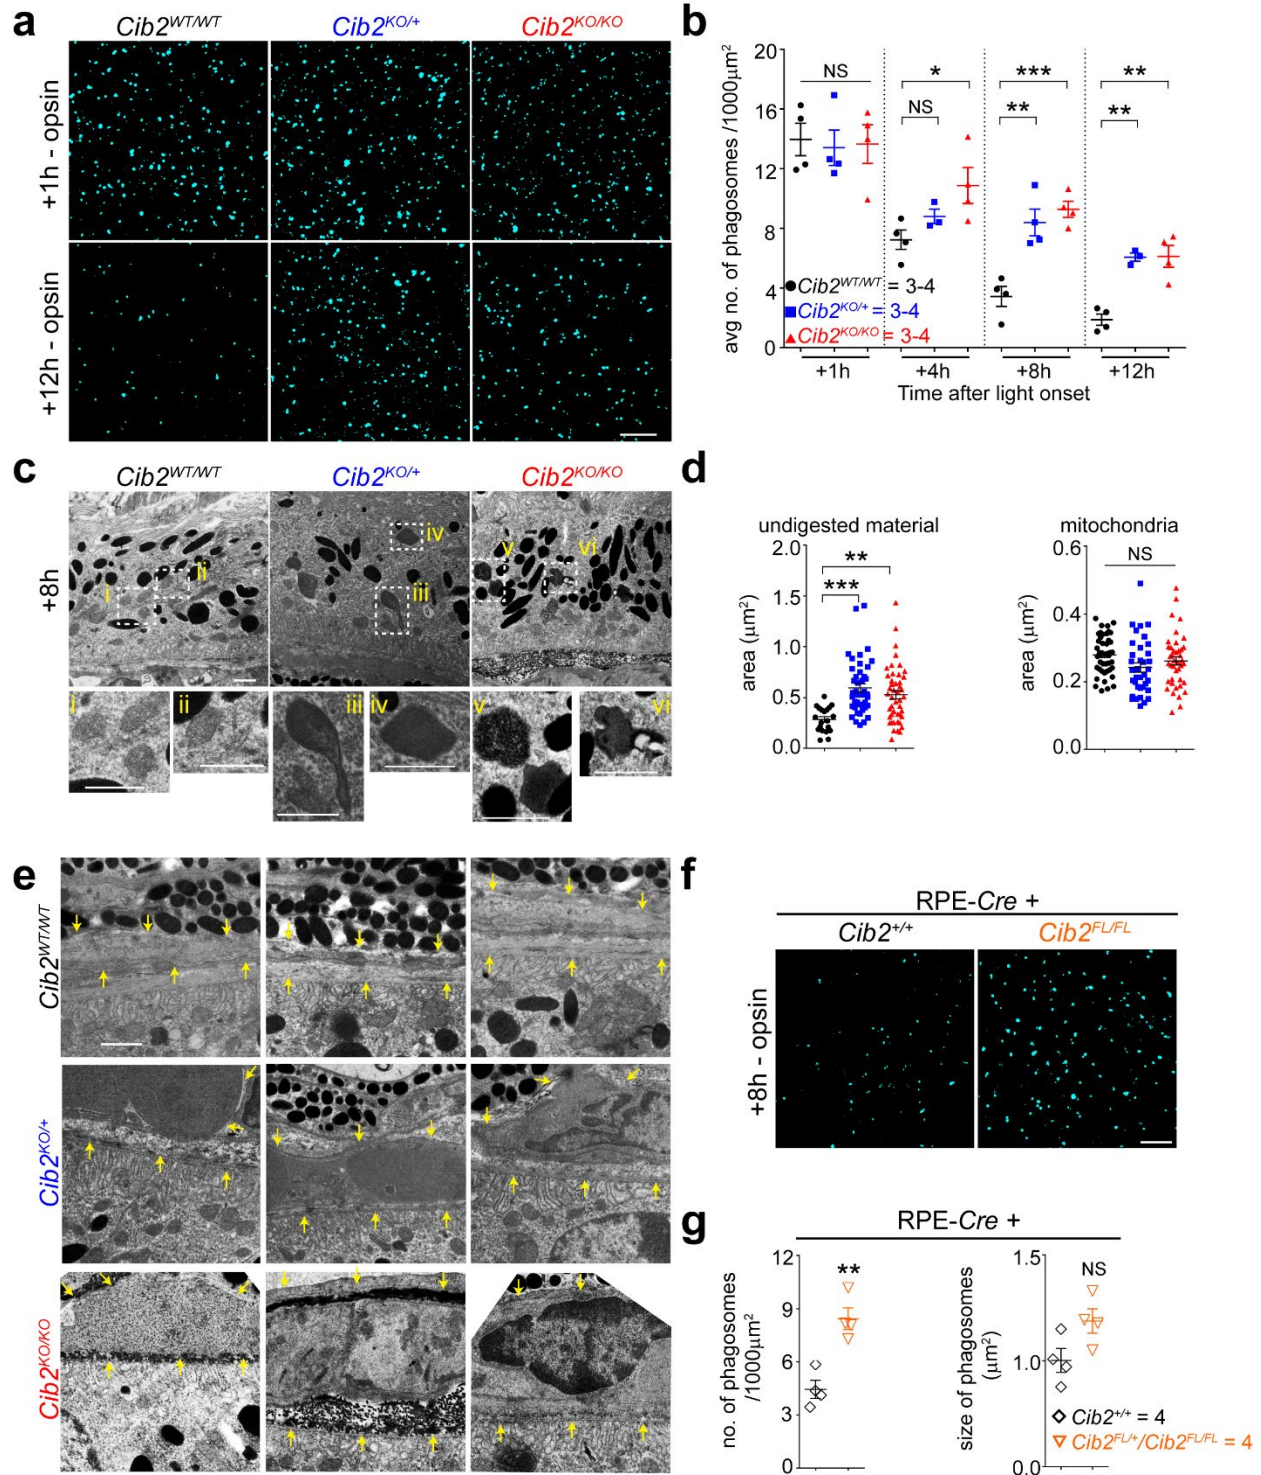 a
Cib2WT/WT Cib2KO/+ Cib2KO/KO
+1h - opsin
+12h - opsin
b
avg no. of phagosomes /1000µm2
20
16
12
8
4
0
NS
NS *
** ***
** **
Cib2WT/WT = 3-4
Cib2KO/+ = 3-4
Cib2KO/KO = 3-4
+1h +4h +8h +12h
Time after light onset
c
Cib2WT/WT Cib2KO/+ Cib2KO/KO
+8h
i ii iii iv v vi
i ii iii iv v vi
d
undigested material
area (µm2)
2.0
1.5
1.0
0.5
0.0
**
***
mitochondria
area (µm2)
0.6
0.4
0.2
0.0
NS
e
Cib2WT/WT
Cib2KO/+
Cib2KO/KO
f
RPE-Cre +
Cib2+/+ Cib2FL/FL
+8h - opsin
g
RPE-Cre +
no. of phagosomes
/1000µm2
12
9
6
3
0
**
size of phagosomes
(µm2)
1.5
1.0
0.0
NS
Cib2+/+ = 4
Cib2FL/+/Cib2FL/FL = 4